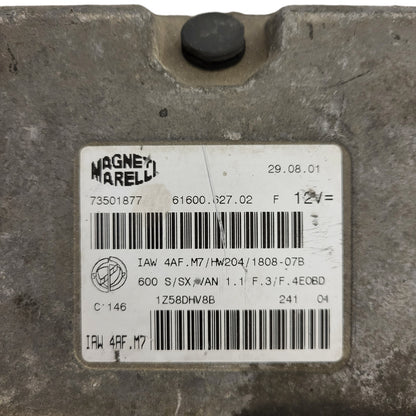 MAGNETI
MARELLI
29.08.01
73501877 61600.627.02 F 12V=
IAW 4AF.M7/HW204/1808-07B
600 S/SX/VAN 1.1 F.3/F.4EOBD
C 146 1Z58DHV8B 241 04
IAW 4AF.M7